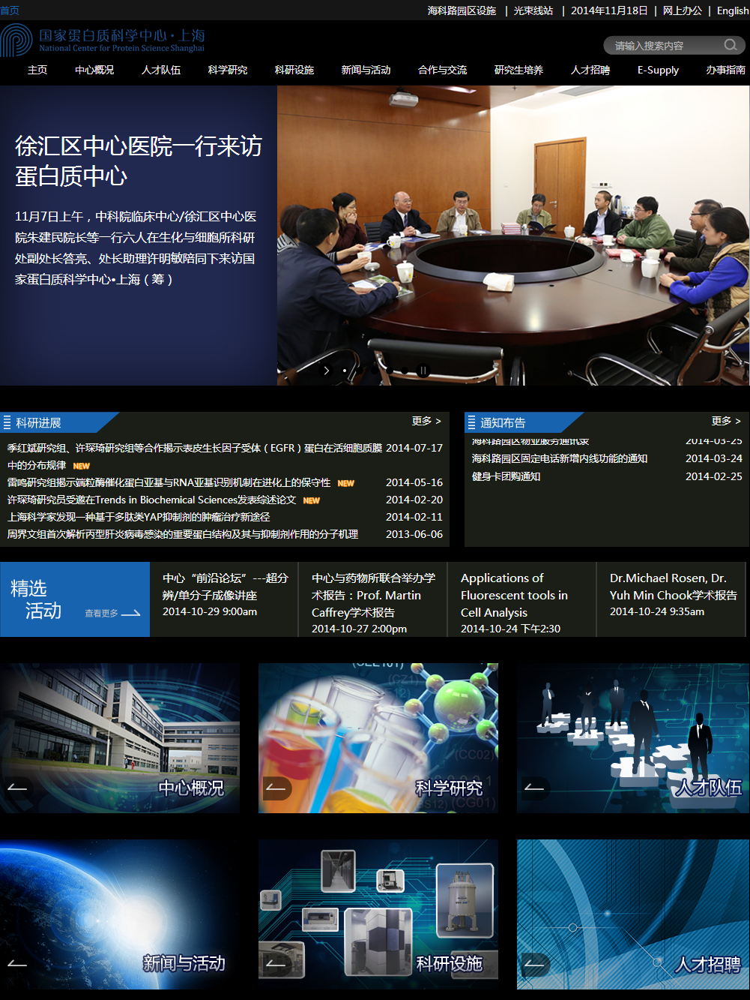 首页
海科路园区设施 | 光束线站 | 2014年11月18日 | 网上办公 | English
国家蛋白质科学中心·上海
National Center for Protein Science Shanghai
请输入搜索内容
主页 中心概况 人才队伍 科学研究 科研设施 新闻与活动 合作与交流 研究生培养 人才招聘 E-Supply 办事指南
徐汇区中心医院一行来访
蛋白质中心
11月7日上午，中科院临床中心/徐汇区中心医
院朱建民院长等一行六人在生化与细胞所科研
处副处长答亮、处长助理许明敏陪同下来访国
家蛋白质科学中心•上海（筹）
科研进展 更多 >
季红斌研究组、许琛琦研究组等合作揭示表皮生长因子受体（EGFR）蛋白在活细胞质膜 2014-07-17
中的分布规律 NEW
雷鸣研究组揭示端粒酶催化蛋白亚基与RNA亚基识别机制在进化上的保守性 NEW 2014-05-16
许琛琦研究员受邀在Trends in Biochemical Sciences发表综述论文 NEW 2014-02-20
上海科学家发现一种基于多肽类YAP抑制剂的肿瘤治疗新途径 2014-02-11
周界文组首次解析丙型肝炎病毒感染的重要蛋白结构及其与抑制剂作用的分子机理 2013-06-06
通知布告 更多 >
海科路园区物业服务通讯录 2014-03-25
海科路园区固定电话新增内线功能的通知 2014-03-24
健身卡团购通知 2014-02-25
精选
活动 查看更多
中心“前沿论坛”---超分
辨/单分子成像讲座
2014-10-29 9:00am
中心与药物所联合举办学
术报告：Prof. Martin
Caffrey学术报告
2014-10-27 2:00pm
Applications of
Fluorescent tools in
Cell Analysis
2014-10-24 下午2:30
Dr.Michael Rosen, Dr.
Yuh Min Chook学术报告
2014-10-24 9:35am
中心概况
(CZ1)
(CC02)
(CG01)
科学研究
人才队伍
新闻与活动
科研设施
人才招聘